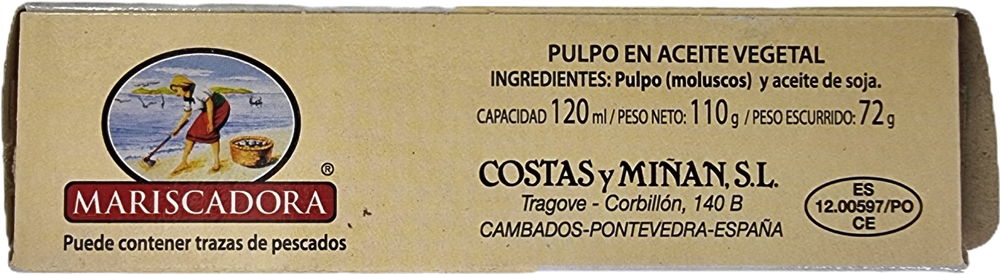 MARISCADORA
®
Puede contener trazas de pescados
PULPO EN ACEITE VEGETAL
INGREDIENTES: Pulpo (moluscos) y aceite de soja.
CAPACIDAD 120 ml / PESO NETO: 110 g / PESO ESCURRIDO: 72 g
COSTAS y MIÑAN, S.L.
Tragove - Corbillón, 140 B
CAMBADOS-PONTEVEDRA-ESPAÑA
ES
12.00597/PO
CE